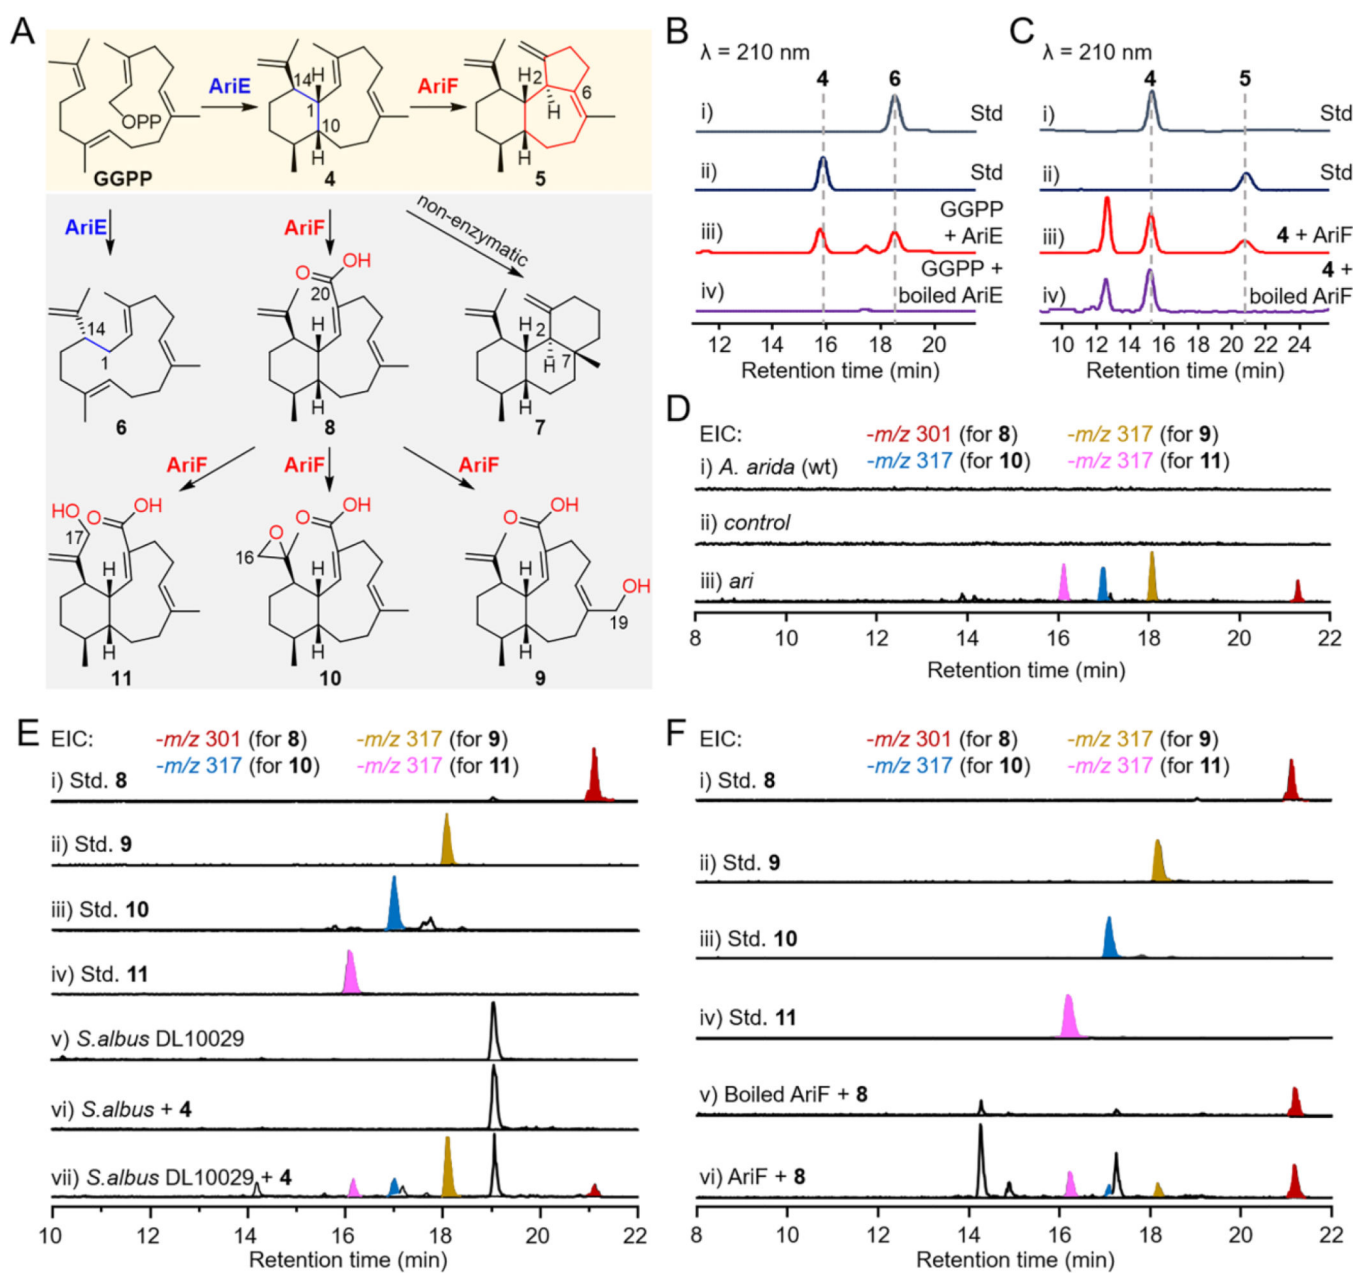 A
GGPP
OPP
AriE
14
H
1
10
H
4
AriF
H
2
H
6
H
5
AriE
AriF
non-enzymatic
14
1
6
O
OH
20
H
H
8
H
2
H
7
H
7
AriF
AriF
AriF
HO
O
OH
17
H
H
11
O
O
OH
16
H
H
10
O
OH
H
OH
19
H
9
B
λ = 210 nm
4
6
i)
Std
ii)
Std
iii)
GGPP
+ AriE
iv)
GGPP +
boiled AriE
12 14 16 18 20
Retention time (min)
C
λ = 210 nm
4
5
i)
Std
ii)
Std
iii)
4 + AriF
iv)
4 +
boiled AriF
10 12 14 16 18 20 22 24
Retention time (min)
D
EIC:
-m/z 301 (for 8)
-m/z 317 (for 9)
-m/z 317 (for 10)
-m/z 317 (for 11)
i) A. arida (wt)
ii) control
iii) ari
8 10 12 14 16 18 20 22
Retention time (min)
E
EIC:
-m/z 301 (for 8)
-m/z 317 (for 9)
-m/z 317 (for 10)
-m/z 317 (for 11)
i) Std. 8
ii) Std. 9
iii) Std. 10
iv) Std. 11
v) S.albus DL10029
vi) S.albus + 4
vii) S.albus DL10029 + 4
10 12 14 16 18 20 22
Retention time (min)
F
EIC:
-m/z 301 (for 8)
-m/z 317 (for 9)
-m/z 317 (for 10)
-m/z 317 (for 11)
i) Std. 8
ii) Std. 9
iii) Std. 10
iv) Std. 11
v) Boiled AriF + 8
vi) AriF + 8
8 10 12 14 16 18 20 22
Retention time (min)